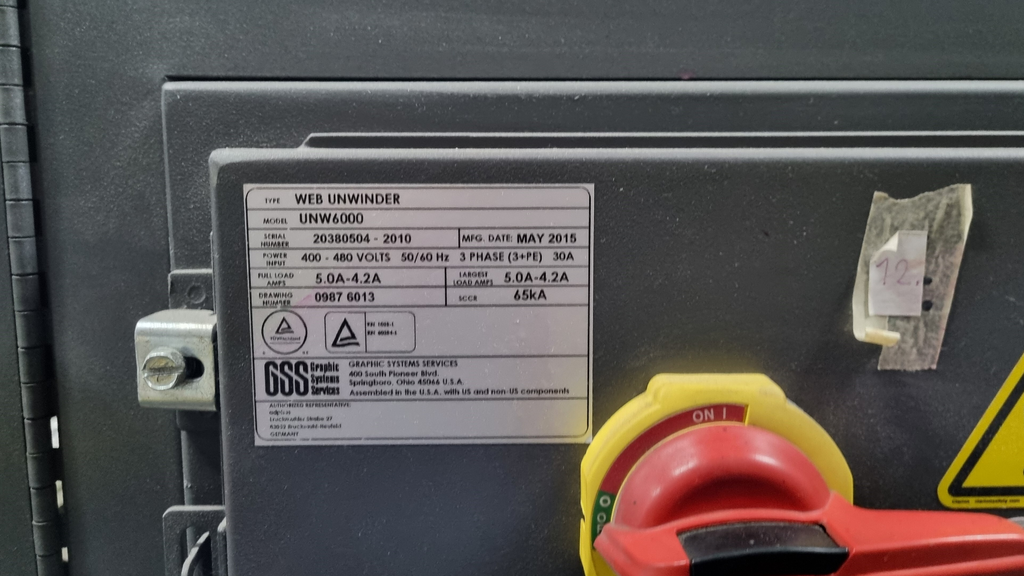 TYPE WEB UNWINDER
MODEL UNW6000
SERIAL NUMBER 20380504 - 2010 MFG. DATE: MAY 2015
POWER INPUT 400 - 480 VOLTS 50/60 Hz 3 PHASE (3+PE) 30A
FULL LOAD AMPS 5.0A-4.2A LARGEST LOAD AMPS 5.0A-4.2A
DRAWING NUMBER 0987 6013 SCCR 65kA
GSS Graphic Systems Services
GRAPHIC SYSTEMS SERVICES
400 South Pioneer Blvd.
Springboro, Ohio 45066 U.S.A.
Assembled in the U.S.A. with US and non-US components
AUTHORIZED REPRESENTATIVE:
GERMANY
12.
ON I
O